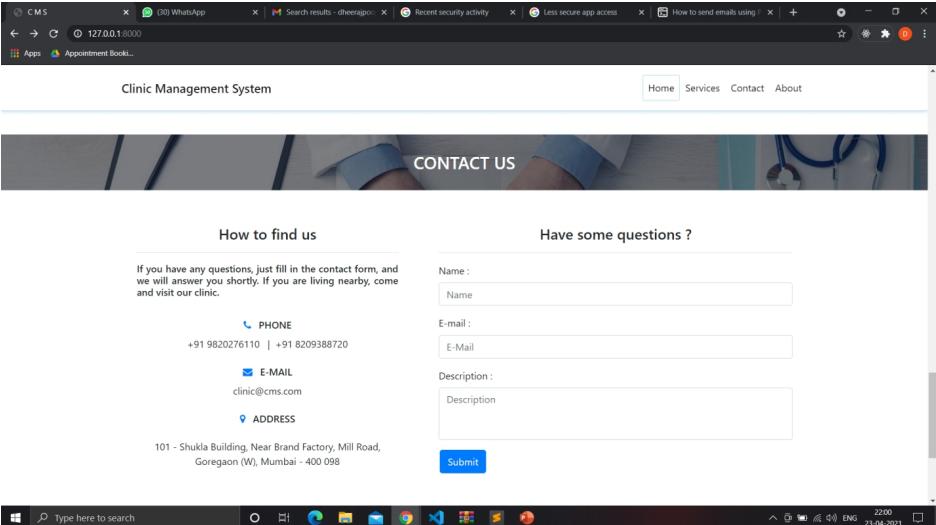 C M S
(30) WhatsApp
Search results - dheerajpoo
Recent security activity
Less secure app access
How to send emails using P
127.0.0.1:8000
D
Apps
Appointment Booki...
Clinic Management System
Home Services Contact About
CONTACT US
How to find us
If you have any questions, just fill in the contact form, and
we will answer you shortly. If you are living nearby, come
and visit our clinic.
PHONE
+91 9820276110 | +91 8209388720
E-MAIL
clinic@cms.com
ADDRESS
101 - Shukla Building, Near Brand Factory, Mill Road,
Goregaon (W), Mumbai - 400 098
Have some questions ?
Name :
Name
E-mail :
E-Mail
Description :
Description
Submit
Type here to search
ENG
22:00
23-04-2021